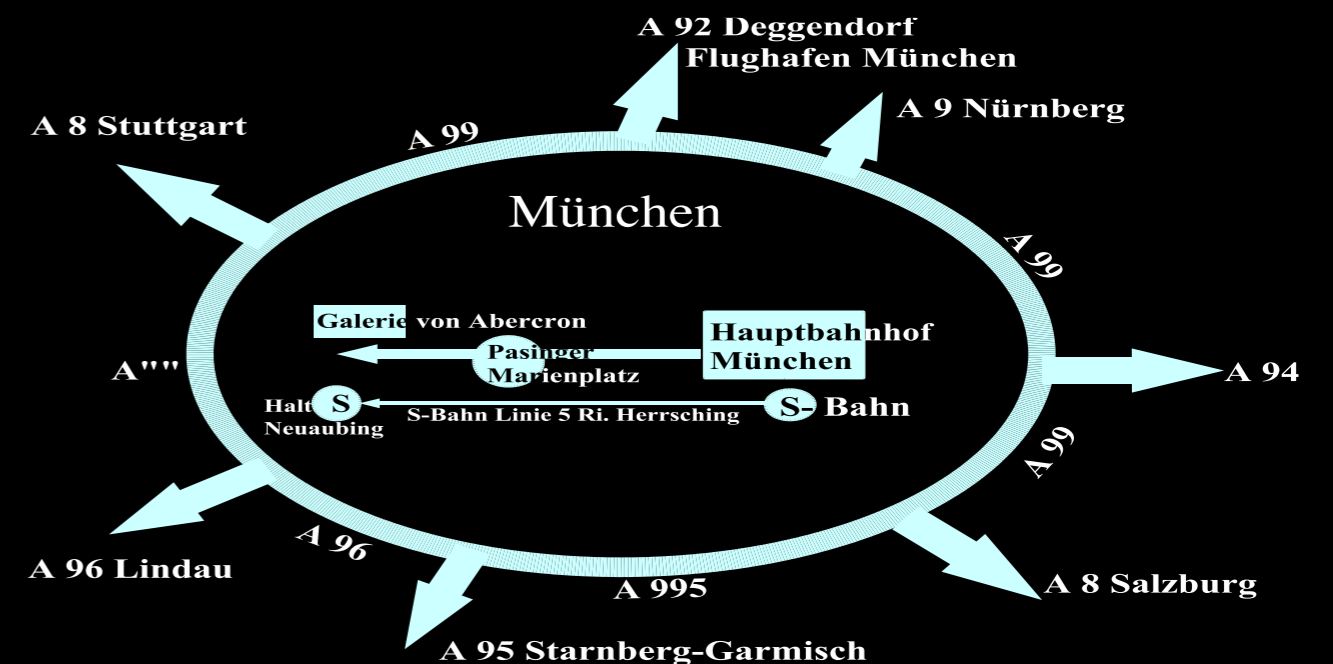 A 92 Deggendorf
Flughafen München
A 9 Nürnberg
A 8 Stuttgart
A 99
München
A 99
Galerie von Abercron
Hauptbahnhof
München
Pasinger
Marienplatz
A""
A 94
Halt S
Neuaubing
S-Bahn Linie 5 Ri. Herrsching
S- Bahn
A 99
A 96
A 96 Lindau
A 995
A 8 Salzburg
A 95 Starnberg-Garmisch